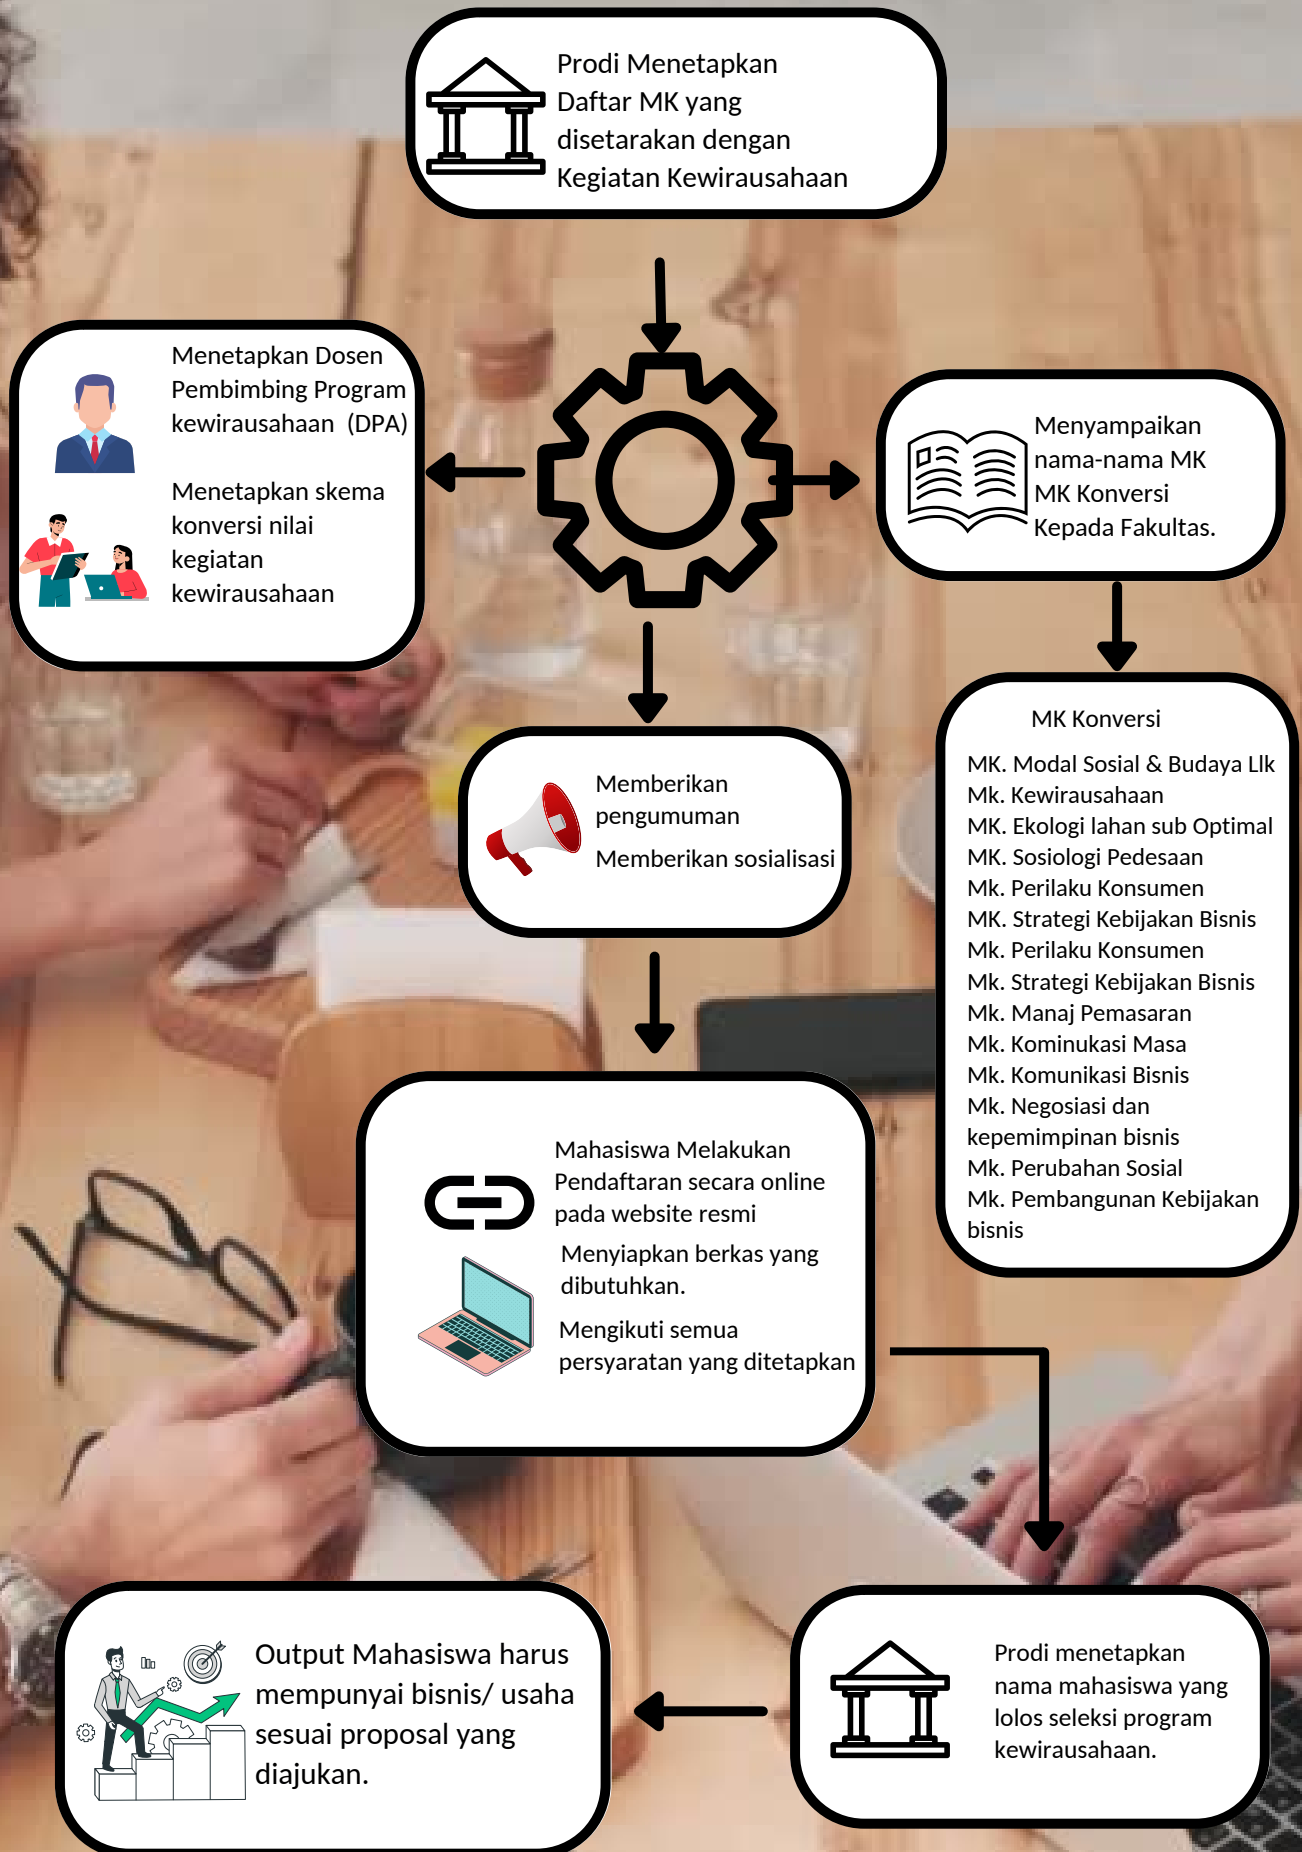 Prodi Menetapkan
Daftar MK yang
disetarakan dengan
Kegiatan Kewirausahaan
Menetapkan Dosen
Pembimbing Program
kewirausahaan  (DPA)
Menetapkan skema
konversi nilai
kegiatan
kewirausahaan
Menyampaikan
nama-nama MK
MK Konversi
Kepada Fakultas.
MK Konversi
MK. Modal Sosial & Budaya Llk
Mk. Kewirausahaan
MK. Ekologi lahan sub Optimal
MK. Sosiologi Pedesaan
Mk. Perilaku Konsumen
MK. Strategi Kebijakan Bisnis
Mk. Perilaku Konsumen
Mk. Strategi Kebijakan Bisnis
Mk. Manaj Pemasaran
Mk. Kominukasi Masa
Mk. Komunikasi Bisnis
Mk. Negosiasi dan
kepemimpinan bisnis
Mk. Perubahan Sosial
Mk. Pembangunan Kebijakan
bisnis
Memberikan
pengumuman
Memberikan sosialisasi
Mahasiswa Melakukan
Pendaftaran secara online
pada website resmi
Menyiapkan berkas yang
dibutuhkan.
Mengikuti semua
persyaratan yang ditetapkan
Prodi menetapkan
nama mahasiswa yang
lolos seleksi program
kewirausahaan.
Output Mahasiswa harus
mempunyai bisnis/ usaha
sesuai proposal yang
diajukan.